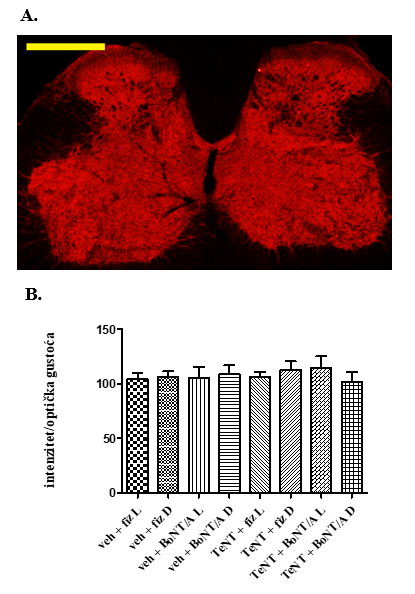 A.
B.
intenzitet/optička gustoća
150
100
50
0
veh + fiz L
veh + fiz D
veh + BoNT/A L
veh + BoNT/A D
TeNT + fiz L
TeNT + fiz D
TeNT + BoNT/A L
TeNT + BoNT/A D